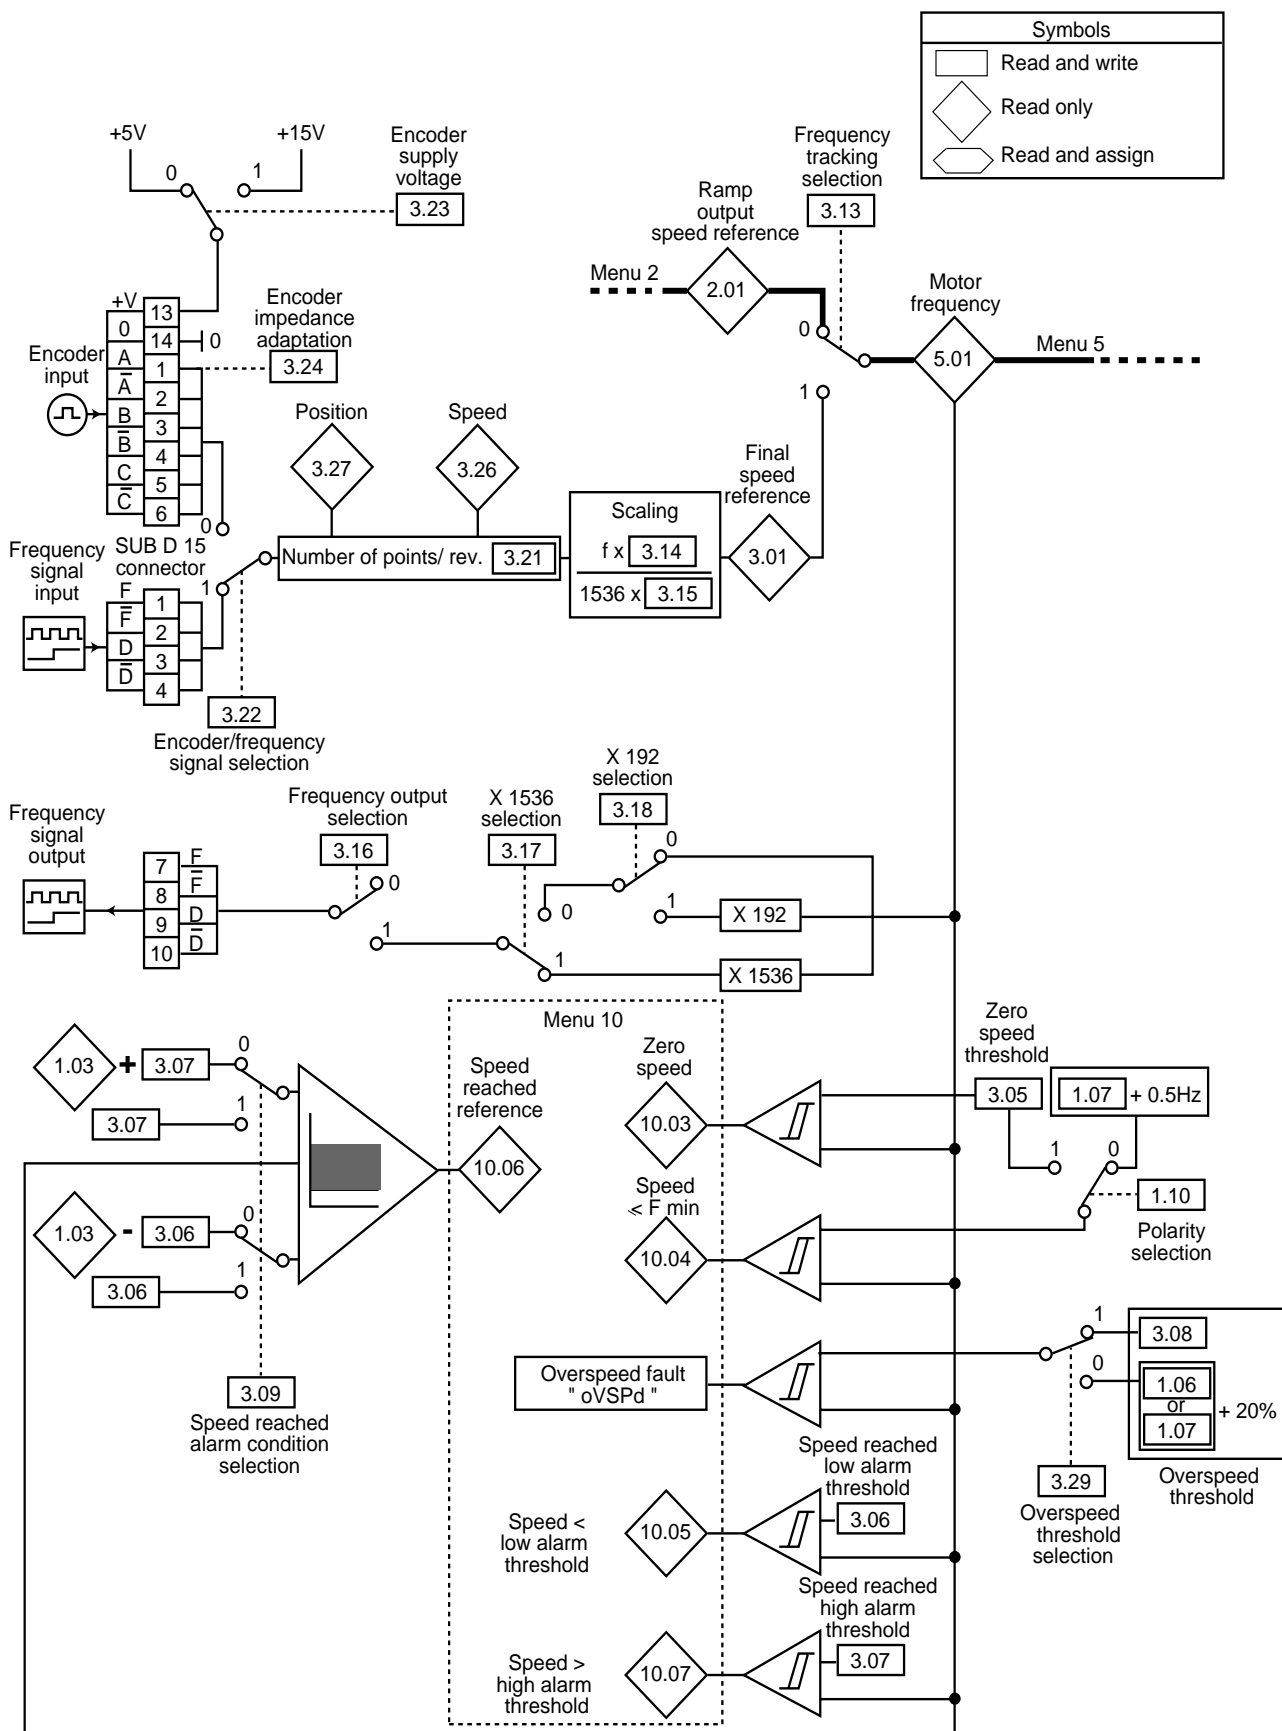 Symbols
Read and write
Read only
Read and assign
+5V
+15V
0
1
Encoder
supply
voltage
3.23
Frequency
tracking
selection
3.13
Ramp
output
speed reference
Menu 2
2.01
0
1
Motor
frequency
5.01
Menu 5
+V
0
A
A̅
B
B̅
C
C̅
13
14
1
2
3
4
5
6
0
Encoder
input
Encoder
impedance
adaptation
3.24
0
SUB D 15
connector
Position
3.27
Speed
3.26
Number of points/ rev.
3.21
Scaling
f x
3.14
1536 x
3.15
Final
speed
reference
3.01
Frequency
signal
input
F
F̅
D
D̅
1
2
3
4
1
3.22
Encoder/frequency
signal selection
Frequency
signal
output
7
8
9
10
F
F̅
D
D̅
Frequency output
selection
3.16
0
1
X 1536
selection
3.17
0
1
X 192
selection
3.18
0
1
X 192
X 1536
Menu 10
1.03
+
3.07
0
3.07
1
1.03
-
3.06
0
3.06
1
3.09
Speed reached
alarm condition
selection
Speed
reached
reference
10.06
Zero
speed
10.03
Zero
speed
threshold
3.05
1.07
+ 0.5Hz
1
0
1.10
Polarity
selection
Speed
≤ F min
10.04
Overspeed fault
" oVSPd "
1
0
3.08
1.06
or
1.07
+ 20%
Overspeed
threshold
3.29
Overspeed
threshold
selection
Speed reached
low alarm
threshold
3.06
Speed <
low alarm
threshold
10.05
Speed reached
high alarm
threshold
3.07
Speed >
high alarm
threshold
10.07